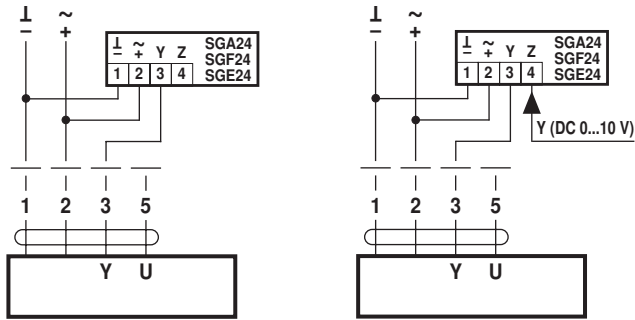 ⊥ ~
− +
⊥ ~ Y Z SGA24
− + SGF24
1 2 3 4 SGE24
1 2 3 5
Y U
⊥ ~
− +
⊥ ~ Y Z SGA24
− + SGF24
1 2 3 4 SGE24
Y (DC 0...10 V)
1 2 3 5
Y U